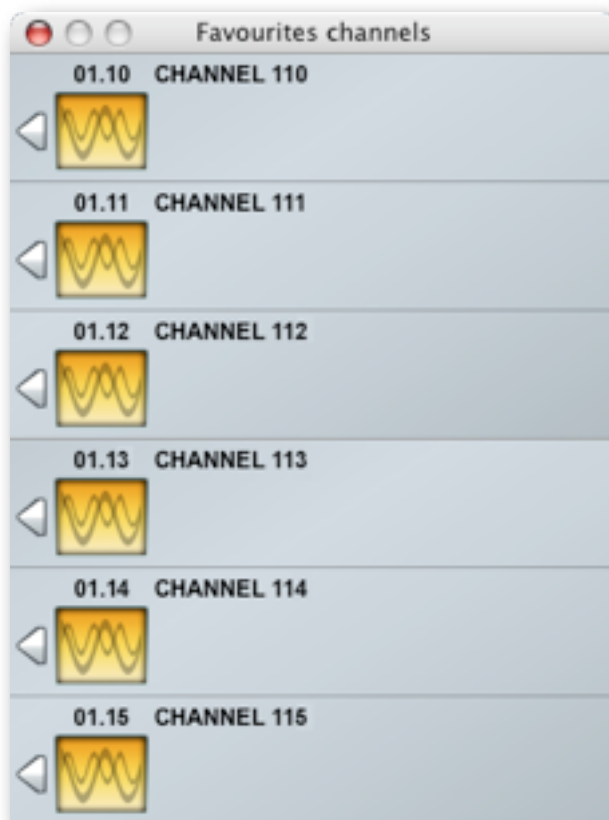 Favourites channels
01.10 CHANNEL 110
01.11 CHANNEL 111
01.12 CHANNEL 112
01.13 CHANNEL 113
01.14 CHANNEL 114
01.15 CHANNEL 115